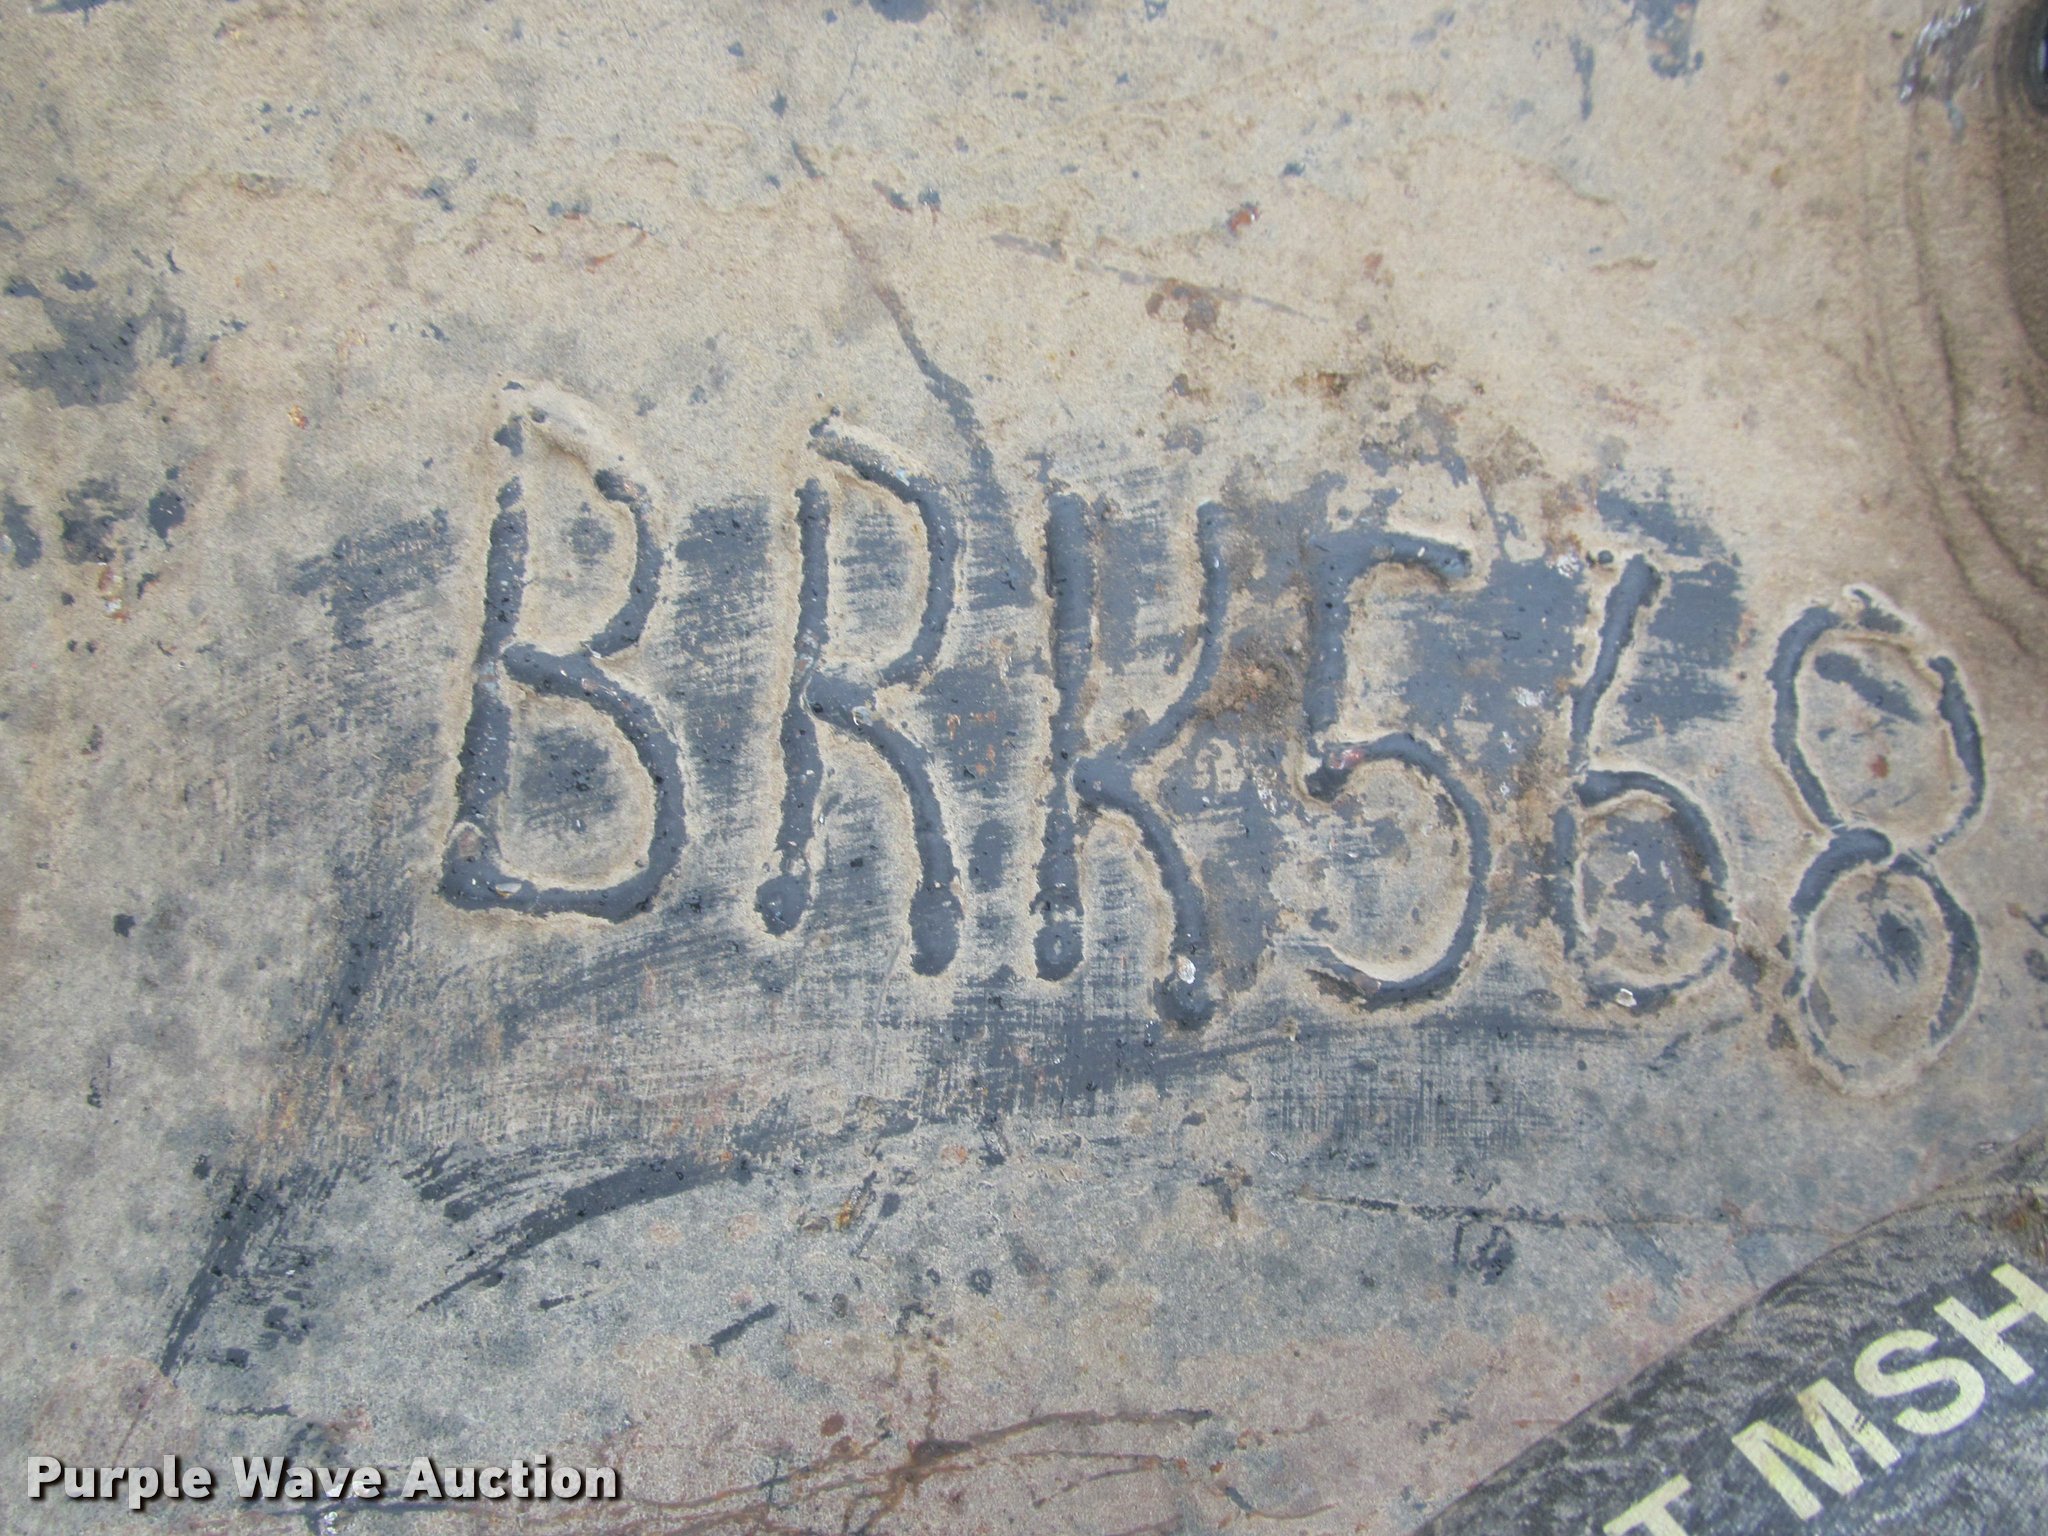 BRK568
T MSH
Purple Wave Auction